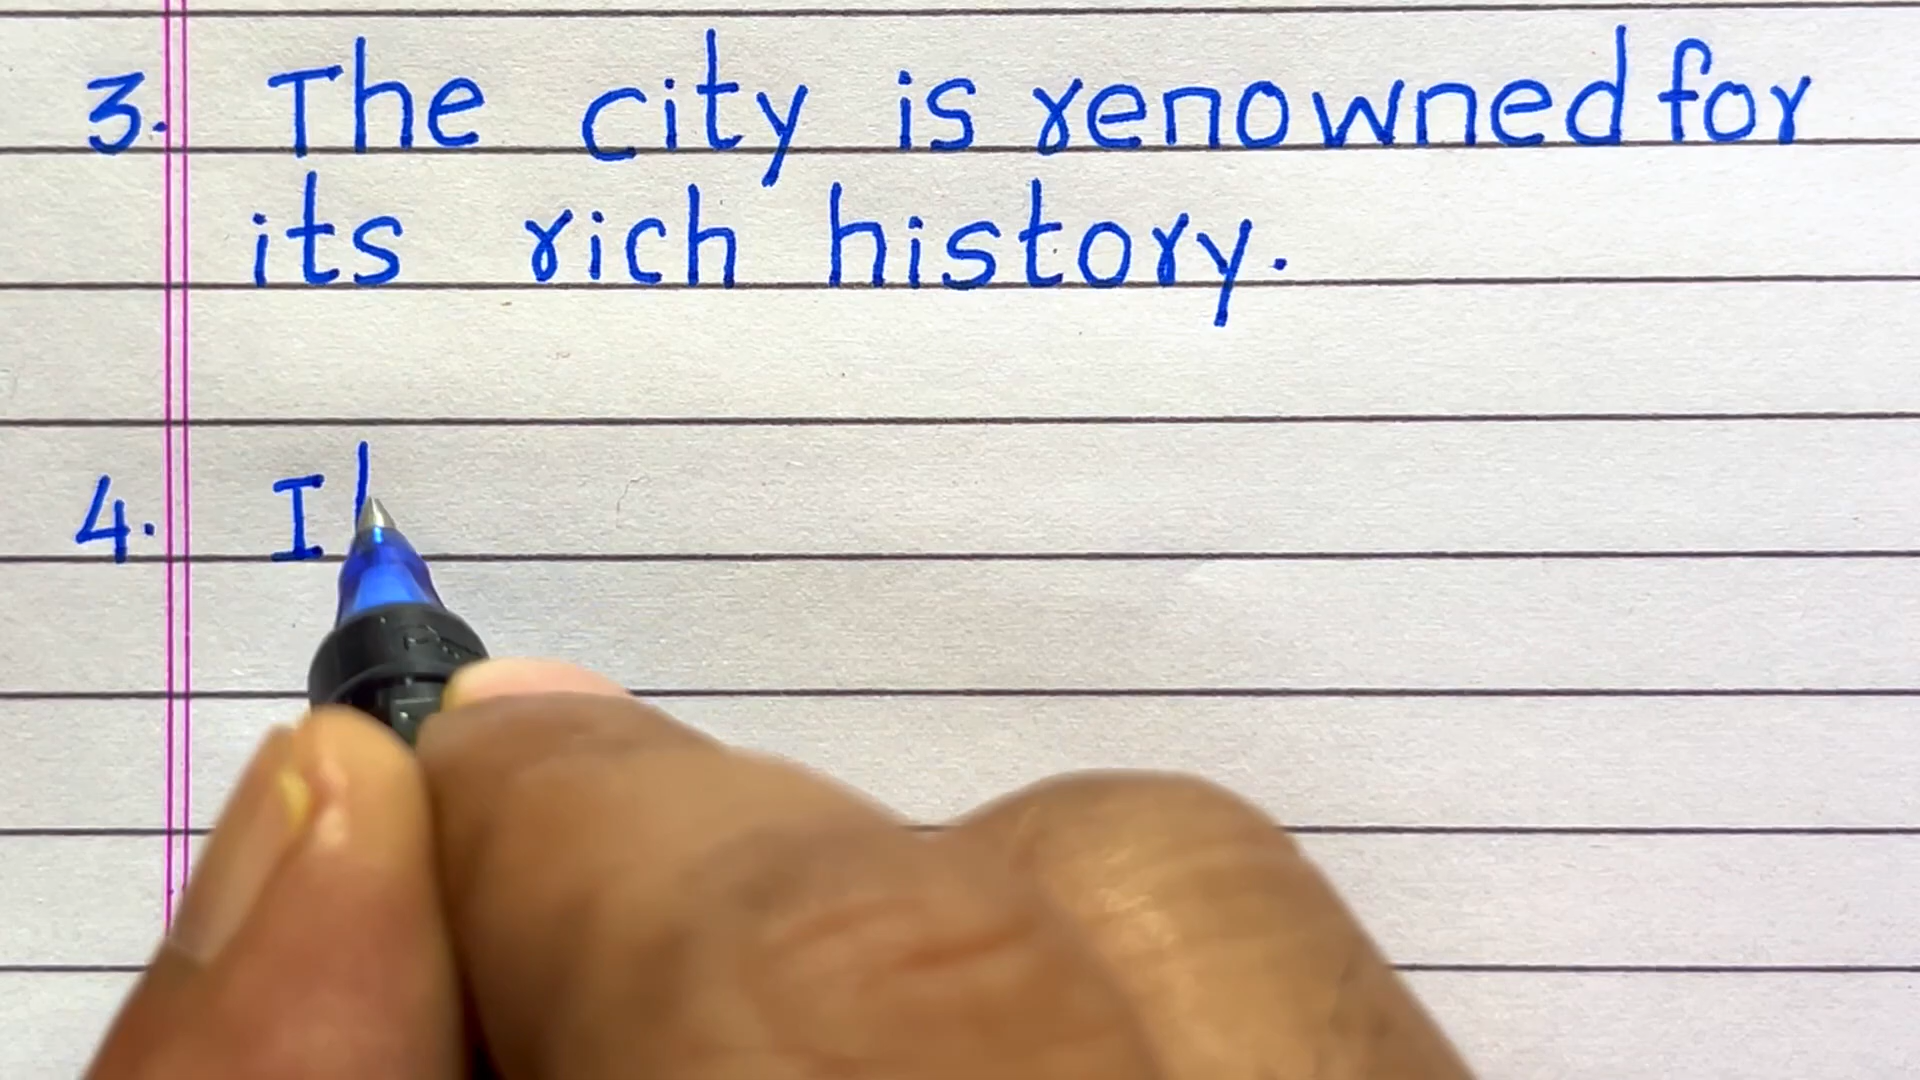 3. The city is renowned for
its rich history.
4. I